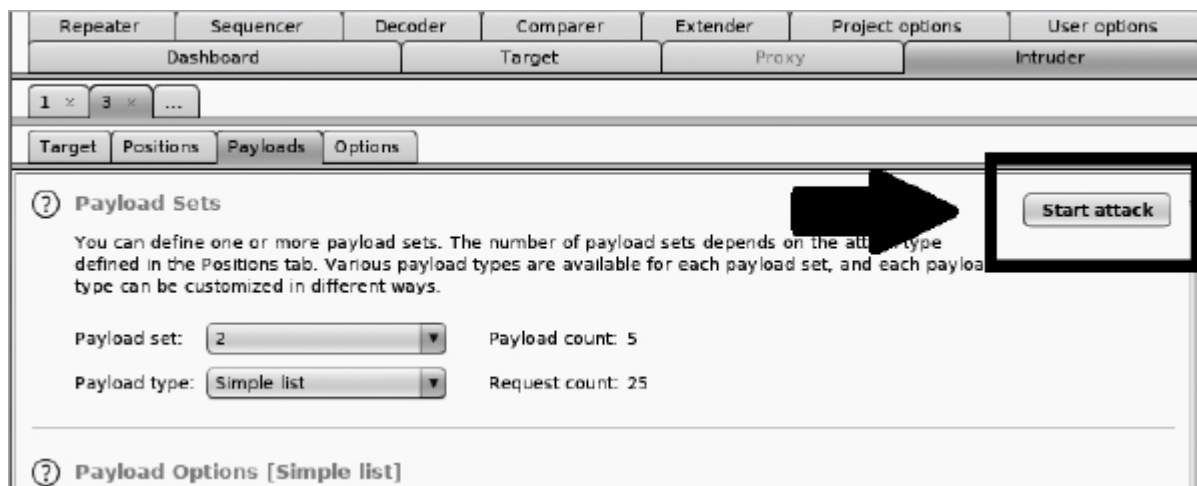 Repeater Sequencer Decoder Comparer Extender Project options User options
Dashboard Target Proxy Intruder
1 × 3 × ...
Target Positions Payloads Options
? Payload Sets
Start attack
You can define one or more payload sets. The number of payload sets depends on the type
defined in the Positions tab. Various payload types are available for each payload set, and each
type can be customized in different ways.
Payload set: 2 Payload count: 5
Payload type: Simple list Request count: 25
? Payload Options [Simple list]